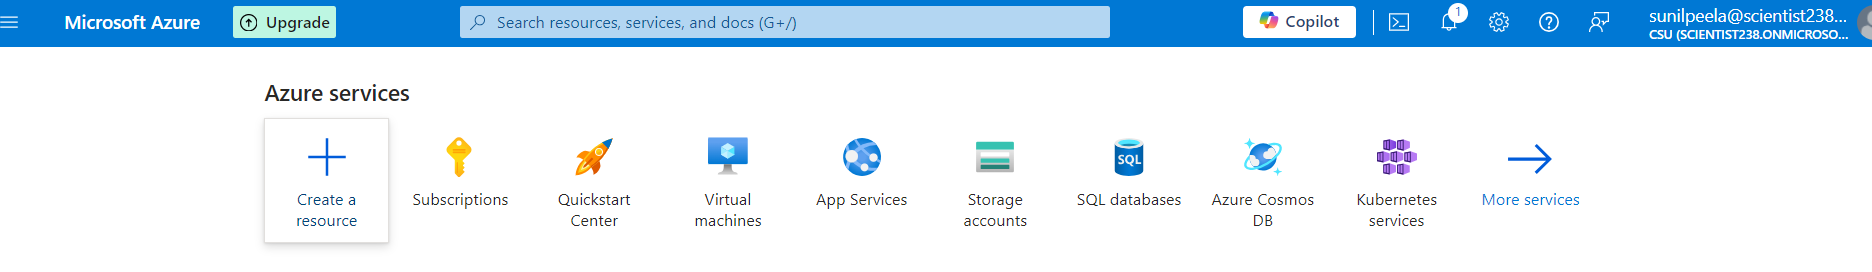 Microsoft Azure
Upgrade
Search resources, services, and docs (G+/)
Copilot
1
sunilpeela@scientist238...
CSU (SCIENTIST238.ONMICROSO...
Azure services
Create a
resource
Subscriptions
Quickstart
Center
Virtual
machines
App Services
Storage
accounts
SQL
SQL databases
Azure Cosmos
DB
Kubernetes
services
More services